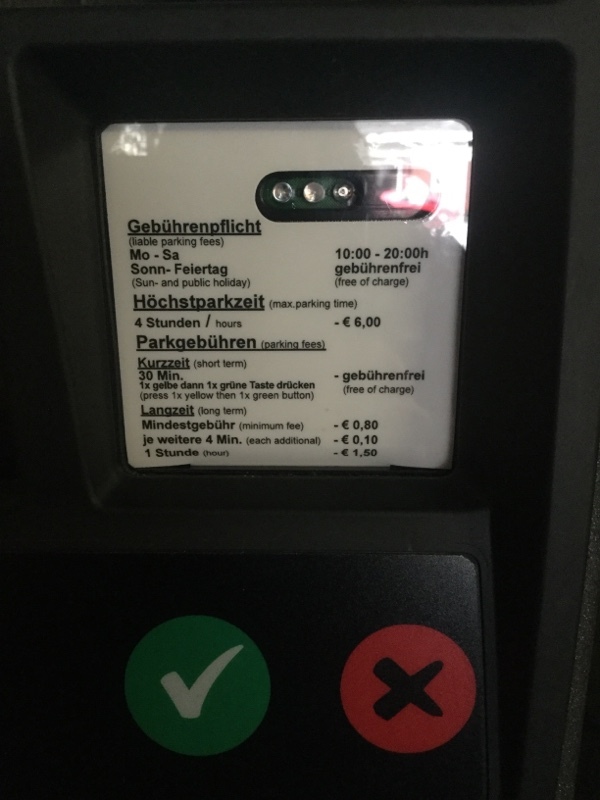 Gebührenpflicht
(liable parking fees)
Mo - Sa 10:00 - 20:00h
Sonn- Feiertag gebührenfrei
(Sun- and public holiday) (free of charge)
Höchstparkzeit (max.parking time)
4 Stunden / hours - € 6,00
Parkgebühren (parking fees)
Kurzzeit (short term)
30 Min. - gebührenfrei
1x gelbe dann 1x grüne Taste drücken
(press 1x yellow then 1x green button) (free of charge)
Langzeit (long term)
Mindestgebühr (minimum fee) - € 0,80
je weitere 4 Min. (each additional) - € 0,10
1 Stunde (hour) - € 1,50